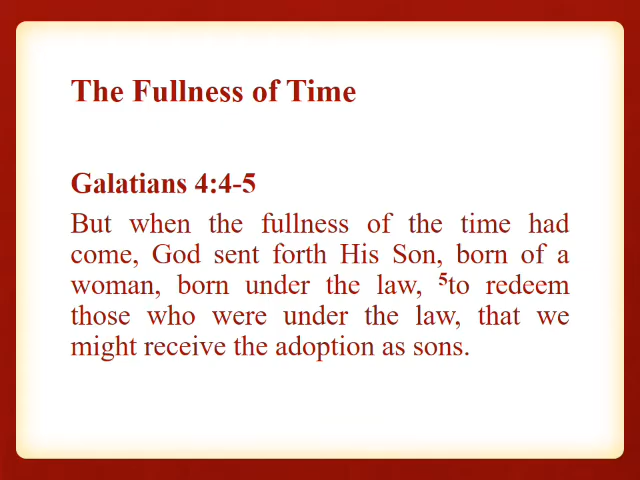 The Fullness of Time
Galatians 4:4-5
But when the fullness of the time had
come, God sent forth His Son, born of a
woman, born under the law, ⁵to redeem
those who were under the law, that we
might receive the adoption as sons.